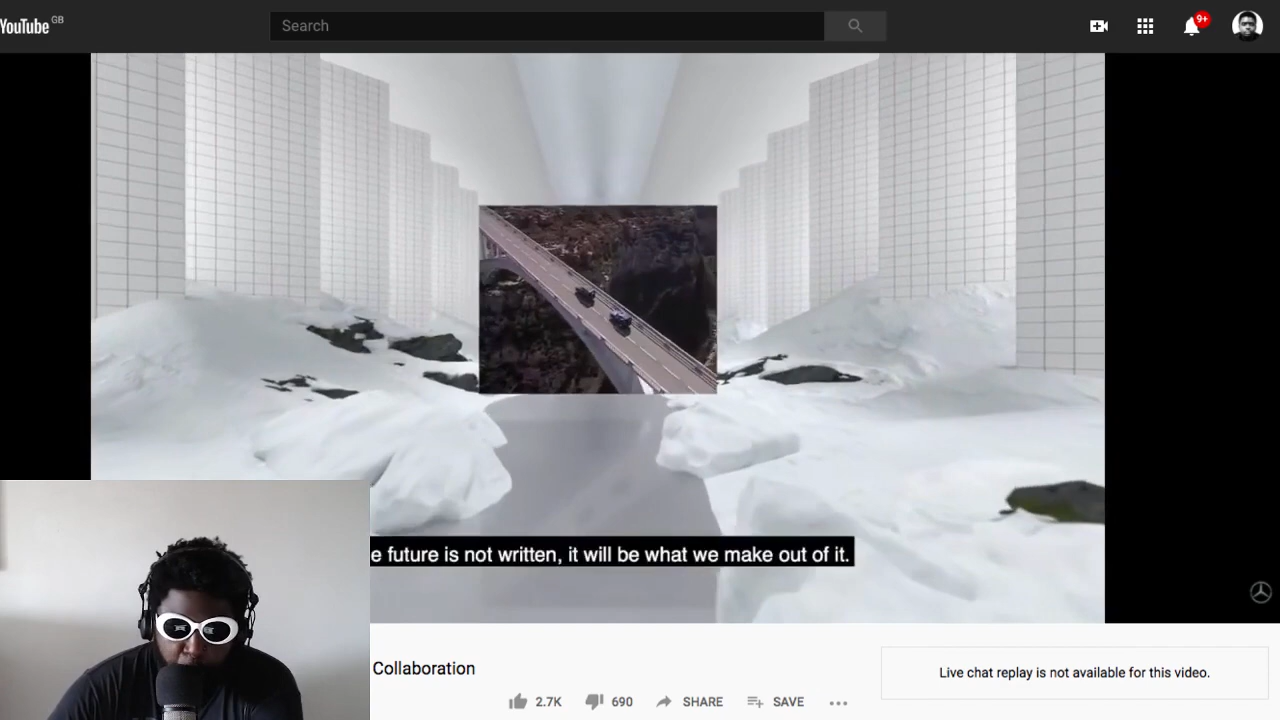 YouTube GB
Search
9+
e future is not written, it will be what we make out of it.
Collaboration
Live chat replay is not available for this video.
2.7K
690
SHARE
SAVE